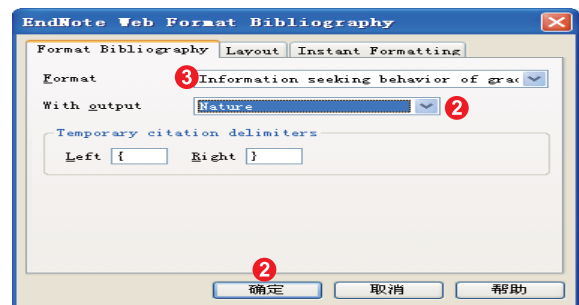 EndNote Web Format Bibliography
Format Bibliography Layout Instant Formatting
Format 3 Information seeking behavior of grac
With output Nature 2
Temporary citation delimiters
Left { Right }
2
确定 取消 帮助